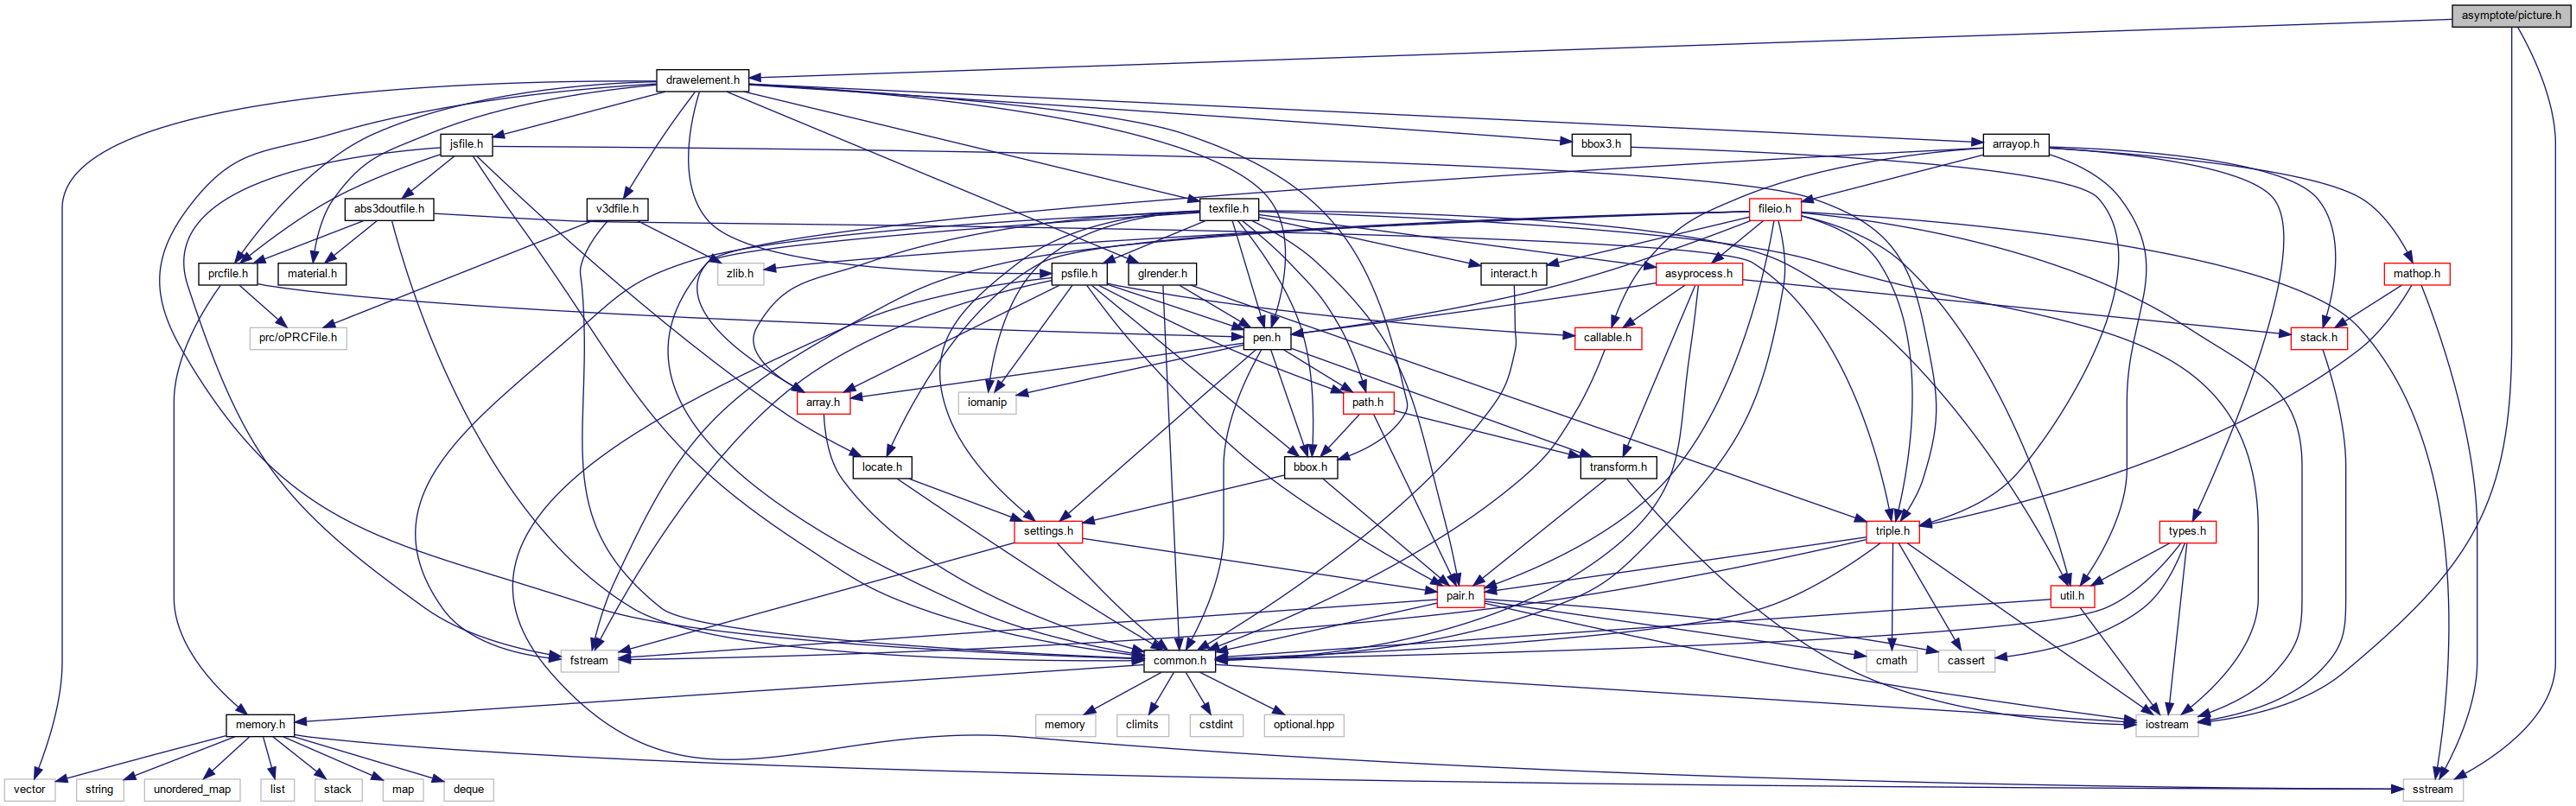 asymptote/picture.h
drawelement.h
jsfile.h
bbox3.h
arrayop.h
abs3doutfile.h
v3dfile.h
texfile.h
fileio.h
prcfile.h
material.h
zlib.h
psfile.h
glrender.h
interact.h
asyprocess.h
mathop.h
prc/oPRCFile.h
pen.h
callable.h
stack.h
array.h
iomanip
path.h
locate.h
bbox.h
transform.h
settings.h
triple.h
types.h
pair.h
util.h
fstream
common.h
cmath
cassert
memory.h
memory
climits
cstdint
optional.hpp
iostream
vector
string
unordered_map
list
stack
map
deque
sstream